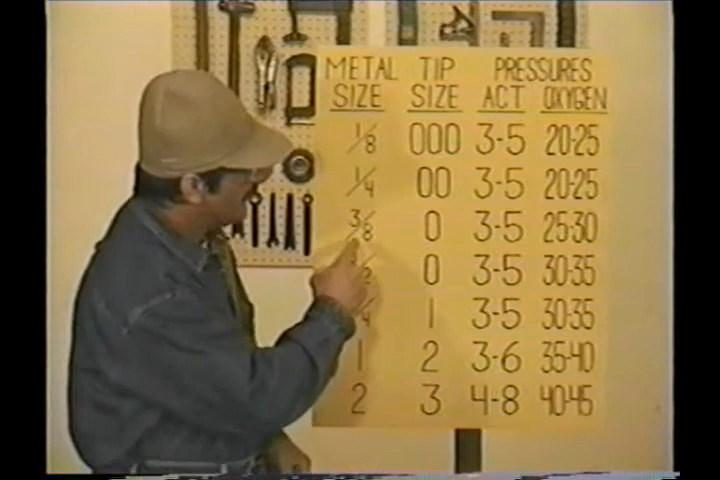 METAL TIP PRESSURES
SIZE SIZE ACT OXYGEN
1/8 000 3-5 20-25
1/4 00 3-5 20-25
3/8 0 3-5 25-30
2 0 3-5 30-35
4 1 3-5 30-35
1 2 3-6 35-40
2 3 4-8 40-45